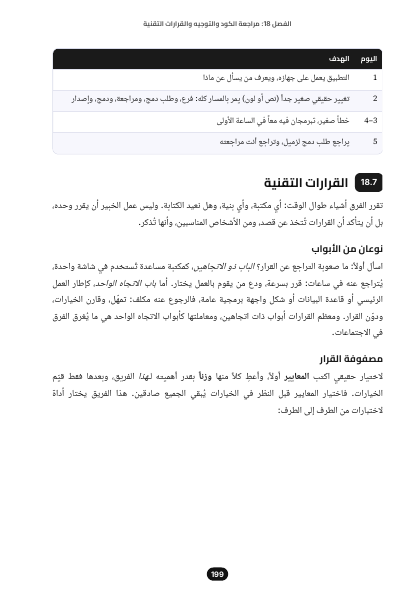 الفصل 18: مراجعة الكود والتوجيه والقرارات التقنية
اليوم الهدف
1 التطبيق يعمل على جهازه، ويعرف من يسأل عن ماذا
2 تغيير حقيقي صغير جداً (نص أو لون) يمر بالمسار كله: فرع، وطلب دمج، ومراجعة، ودمج، وإصدار
3–4 خطأ صغير، تبرمجان فيه معاً في الساعة الأولى
5 يراجع طلب دمج لزميل، وتراجع أنت مراجعته
18.7 القرارات التقنية
تقرر الفرق أشياء طوال الوقت: أي مكتبة، وأي بنية، وهل نعيد الكتابة. وليس عمل الخبير أن يقرر وحده،
بل أن يتأكد أن القرارات تُتخذ عن قصد، ومن الأشخاص المناسبين، وأنها تُذكر.
نوعان من الأبواب
اسأل أولاً: ما صعوبة التراجع عن القرار؟ الباب ذو الاتجاهين، كمكتبة مساعدة تُستخدم في شاشة واحدة،
يُتراجع عنه في ساعات: قرر بسرعة، ودع من يقوم بالعمل يختار. أما باب الاتجاه الواحد، كإطار العمل
الرئيسي أو قاعدة البيانات أو شكل واجهة برمجية عامة، فالرجوع عنه مكلف: تمهّل، وقارن الخيارات،
ودوّن القرار. ومعظم القرارات أبواب ذات اتجاهين، ومعاملتها كأبواب الاتجاه الواحد هي ما يُغرق الفرق
في الاجتماعات.
مصفوفة القرار
لاختيار حقيقي اكتب المعايير أولاً، وأعطِ كلاً منها وزناً بقدر أهميته لهذا الفريق، وبعدها فقط قيّم
الخيارات. فاختيار المعايير قبل النظر في الخيارات يُبقي الجميع صادقين. هذا الفريق يختار أداة
لاختبارات من الطرف إلى الطرف:
199